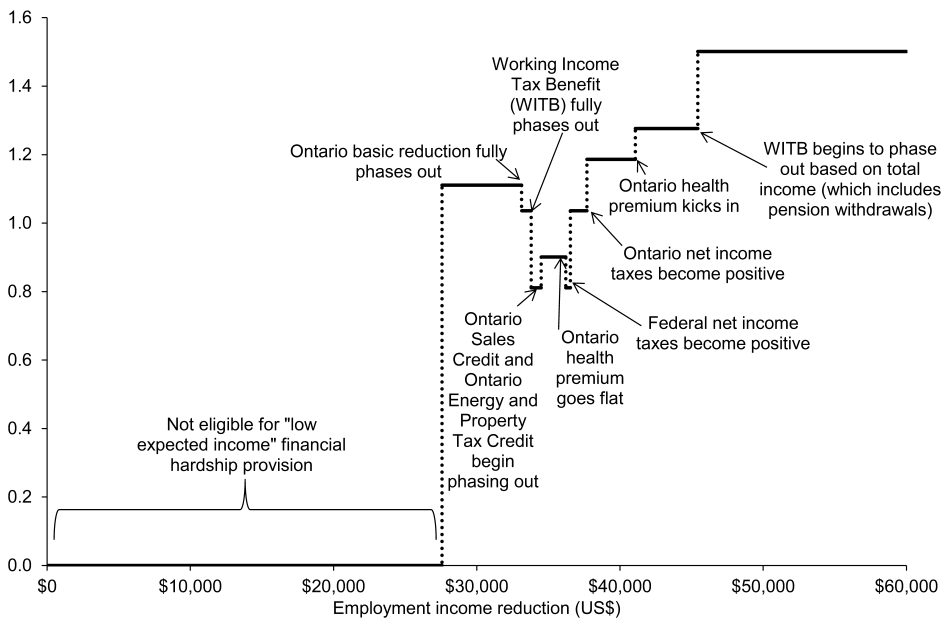 1.6
1.4
1.2
1.0
0.8
0.6
0.4
0.2
0.0
Working Income
Tax Benefit
(WITB) fully
phases out
Ontario basic reduction fully
phases out
WITB begins to phase
out based on total
income (which includes
pension withdrawals)
Ontario health
premium kicks in
Ontario net income
taxes become positive
Federal net income
taxes become positive
Ontario
Sales
Credit and
Ontario
Energy and
Property
Tax Credit
begin
phasing out
Ontario
health
premium
goes flat
Not eligible for "low
expected income" financial
hardship provision
$0
$10,000
$20,000
$30,000
$40,000
$50,000
$60,000
Employment income reduction (US$)